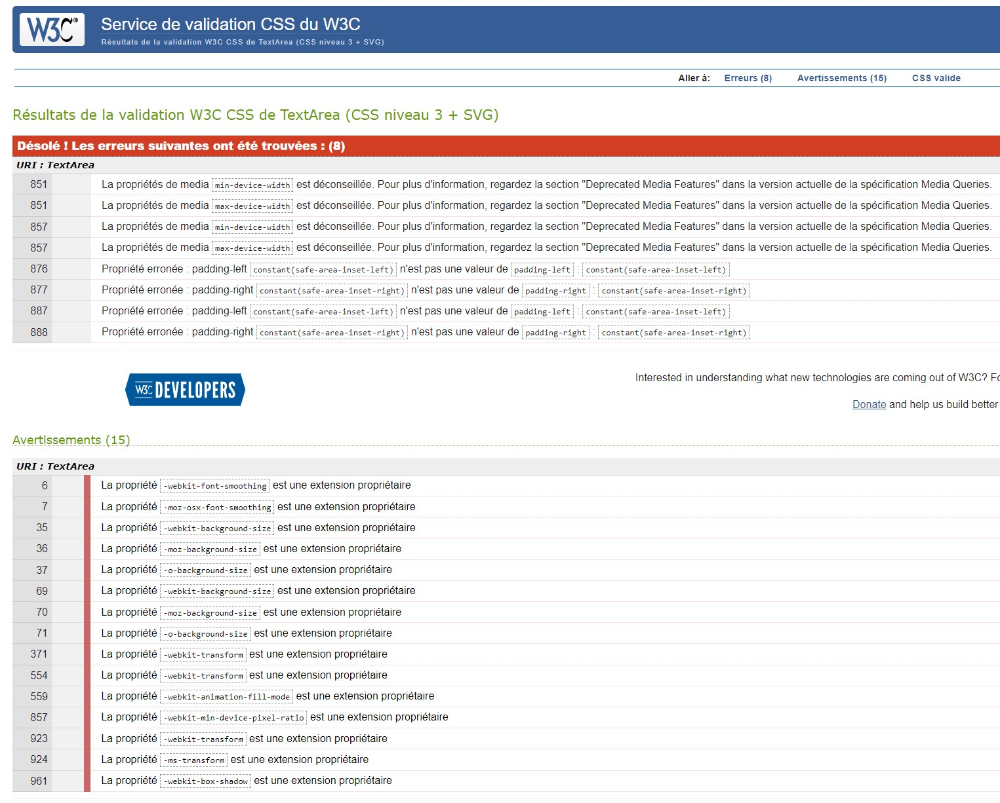 W3C®
Service de validation CSS du W3C
Résultats de la validation W3C CSS de TextArea (CSS niveau 3 + SVG)
Aller à: Erreurs (8) Avertissements (15) CSS valide
Résultats de la validation W3C CSS de TextArea (CSS niveau 3 + SVG)
Désolé ! Les erreurs suivantes ont été trouvées : (8)
URI : TextArea
851 La propriétés de media min-device-width est déconseillée. Pour plus d'information, regardez la section "Deprecated Media Features" dans la version actuelle de la spécification Media Queries.
851 La propriétés de media max-device-width est déconseillée. Pour plus d'information, regardez la section "Deprecated Media Features" dans la version actuelle de la spécification Media Queries.
857 La propriétés de media min-device-width est déconseillée. Pour plus d'information, regardez la section "Deprecated Media Features" dans la version actuelle de la spécification Media Queries.
857 La propriétés de media max-device-width est déconseillée. Pour plus d'information, regardez la section "Deprecated Media Features" dans la version actuelle de la spécification Media Queries.
876 Propriété erronée : padding-left constant(safe-area-inset-left) n'est pas une valeur de padding-left : constant(safe-area-inset-left)
877 Propriété erronée : padding-right constant(safe-area-inset-right) n'est pas une valeur de padding-right : constant(safe-area-inset-right)
887 Propriété erronée : padding-left constant(safe-area-inset-left) n'est pas une valeur de padding-left : constant(safe-area-inset-left)
888 Propriété erronée : padding-right constant(safe-area-inset-right) n'est pas une valeur de padding-right : constant(safe-area-inset-right)
W3C DEVELOPERS
Interested in understanding what new technologies are coming out of W3C? Fo
Donate and help us build better
Avertissements (15)
URI : TextArea
6 La propriété -webkit-font-smoothing est une extension propriétaire
7 La propriété -moz-osx-font-smoothing est une extension propriétaire
35 La propriété -webkit-background-size est une extension propriétaire
36 La propriété -moz-background-size est une extension propriétaire
37 La propriété -o-background-size est une extension propriétaire
69 La propriété -webkit-background-size est une extension propriétaire
70 La propriété -moz-background-size est une extension propriétaire
71 La propriété -o-background-size est une extension propriétaire
371 La propriété -webkit-transform est une extension propriétaire
554 La propriété -webkit-transform est une extension propriétaire
559 La propriété -webkit-animation-fill-mode est une extension propriétaire
857 La propriété -webkit-min-device-pixel-ratio est une extension propriétaire
923 La propriété -webkit-transform est une extension propriétaire
924 La propriété -ms-transform est une extension propriétaire
961 La propriété -webkit-box-shadow est une extension propriétaire